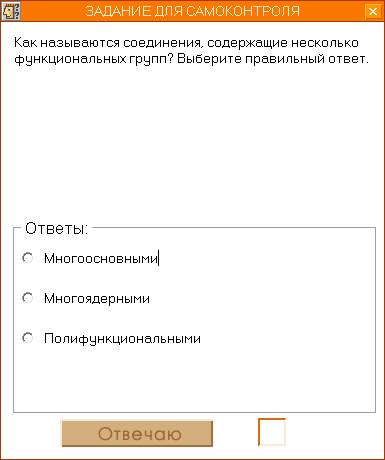 ЗАДАНИЕ ДЛЯ САМОКОНТРОЛЯ
Как называются соединения, содержащие несколько
функциональных групп? Выберите правильный ответ.
Ответы:
Многоосновными
Многоядерными
Полифункциональными
Отвечаю